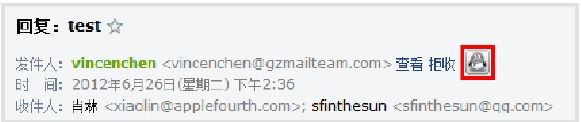 回复：test
发件人：vincenchen <vincenchen@gzmailteam.com> 查看 拒收
时　间：2012年6月26日(星期二) 下午2:36
收件人：肖林 <xiaolin@applefourth.com>; sfinthesun <sfinthesun@qq.com>